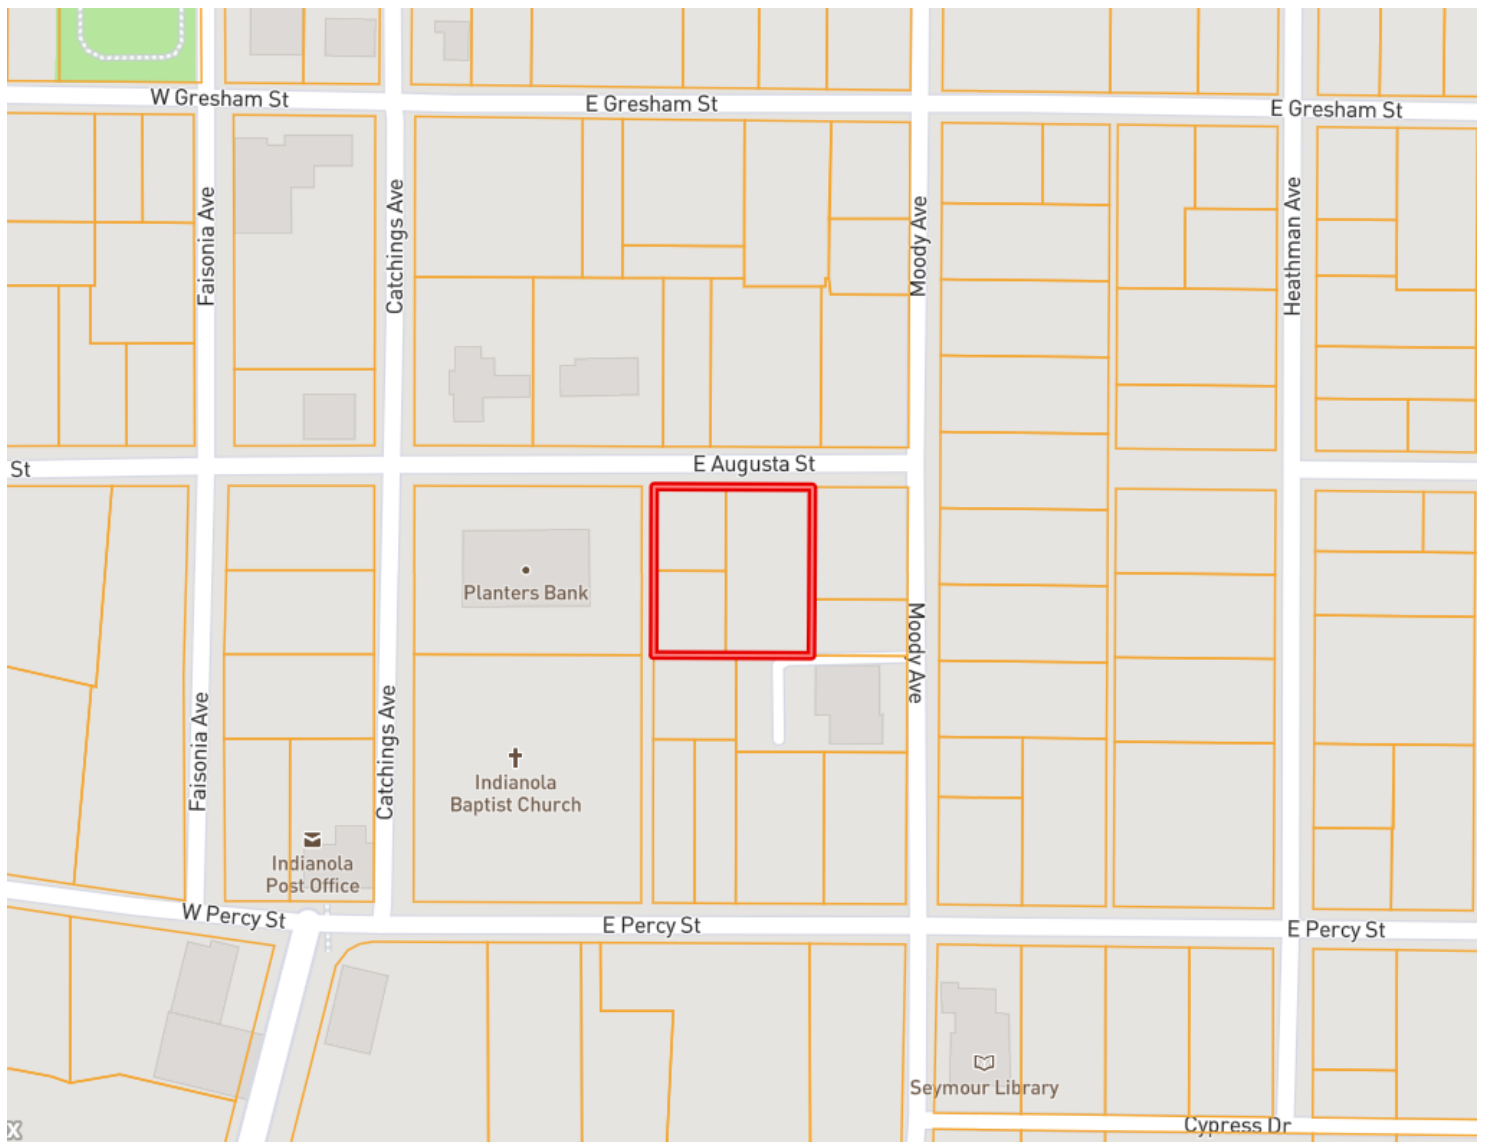 W Gresham St
E Gresham St
E Gresham St
Faisonia Ave
Catchings Ave
Moody Ave
Heathman Ave
St
E Augusta St
Planters Bank
Moody Ave
Faisonia Ave
Catchings Ave
Indianola
Baptist Church
Indianola
Post Office
W Percy St
E Percy St
E Percy St
Seymour Library
Cypress Dr
x